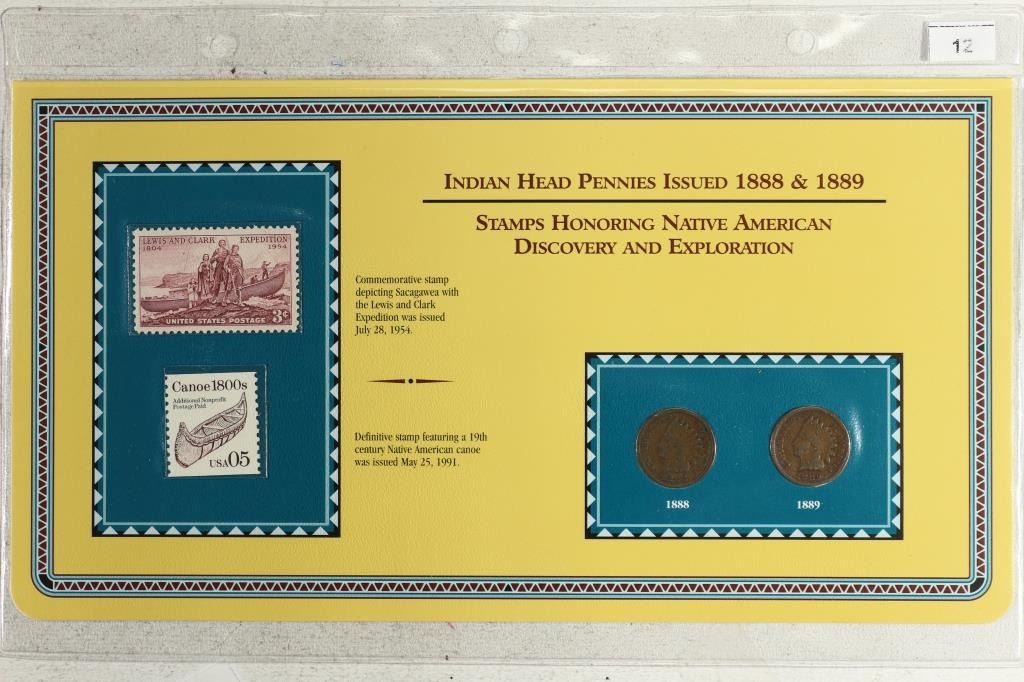 12
INDIAN HEAD PENNIES ISSUED 1888 & 1889
STAMPS HONORING NATIVE AMERICAN
DISCOVERY AND EXPLORATION
LEWIS AND CLARK EXPEDITION
1804 1954
UNITED STATES POSTAGE 3¢
Commemorative stamp
depicting Sacagawea with
the Lewis and Clark
Expedition was issued
July 28, 1954.
Canoe 1800s
Additional Nonprofit
Postage Paid
USA 05
Definitive stamp featuring a 19th
century Native American canoe
was issued May 25, 1991.
1888 1889